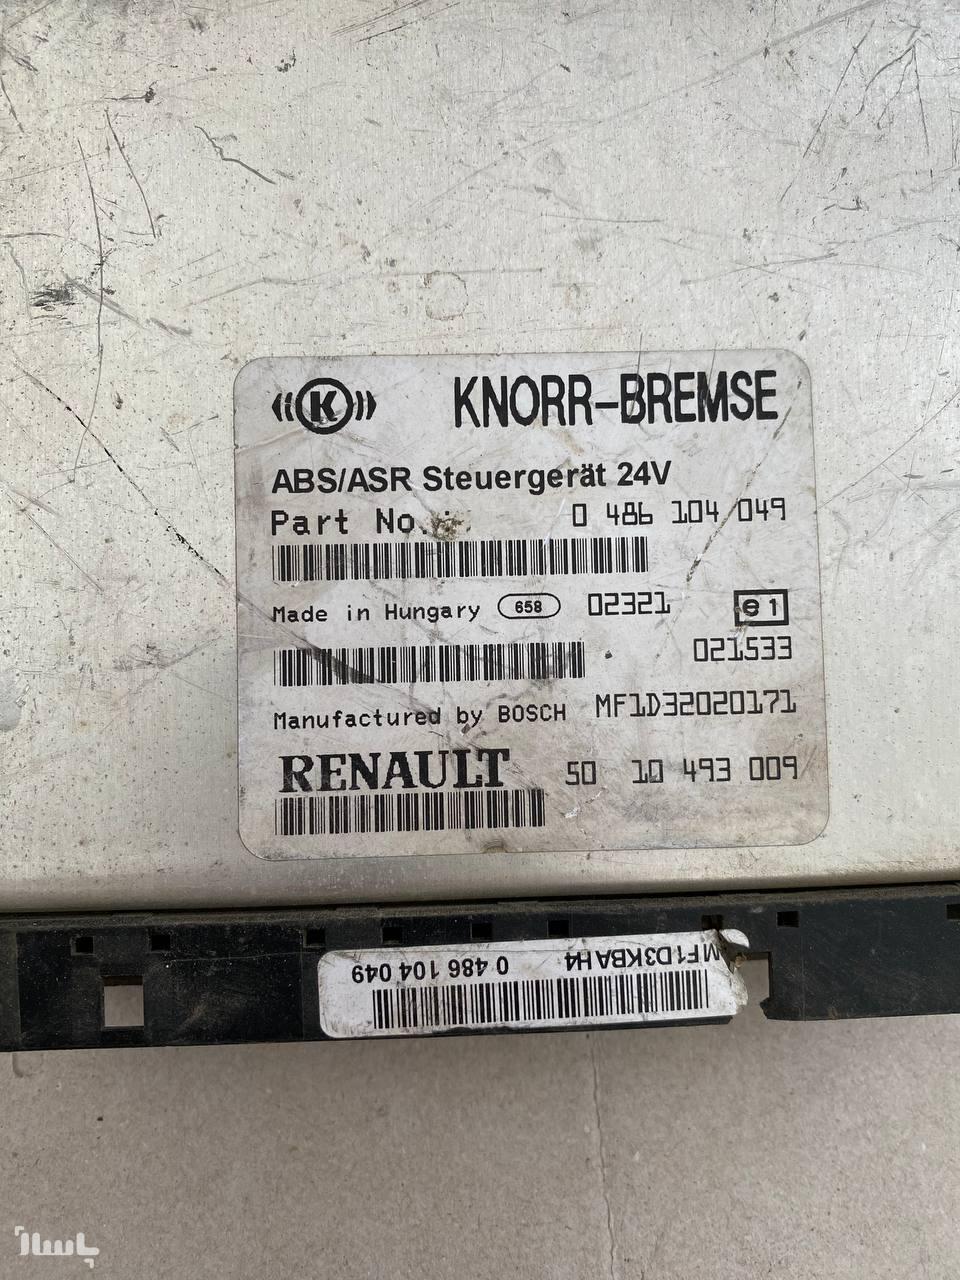 K KNORR-BREMSE
ABS/ASR Steuergerät 24V
Part No.: 0 486 104 049
Made in Hungary 658 02321 e1
021533
Manufactured by BOSCH MF1D32020171
RENAULT 50 10 493 009
MF1D3KBAH4 0 486 104 049
پاسالار